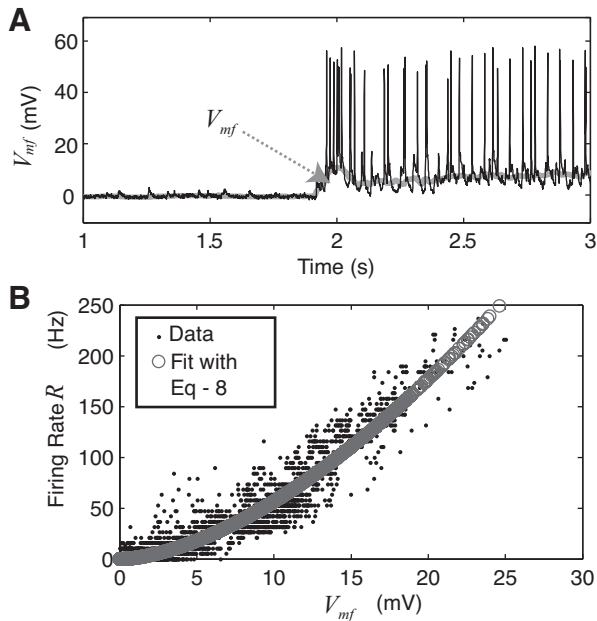 A
60
40
20
0
V_mf (mV)
V_mf
1
1.5
2
2.5
3
Time (s)
B
250
200
150
100
50
0
Firing Rate R (Hz)
Data
Fit with
Eq - 8
0
5
10
15
20
25
30
V_mf (mV)